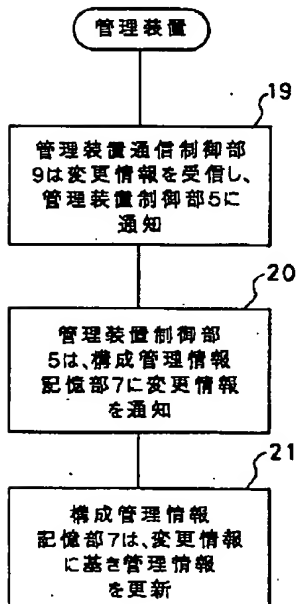 管理装置
19
管理装置通信制御部
9は変更情報を受信し、
管理装置制御部5に
通知
20
管理装置制御部
5は、構成管理情報
記憶部7に変更情報
を通知
21
構成管理情報
記憶部7は、変更情報
に基き管理情報
を更新